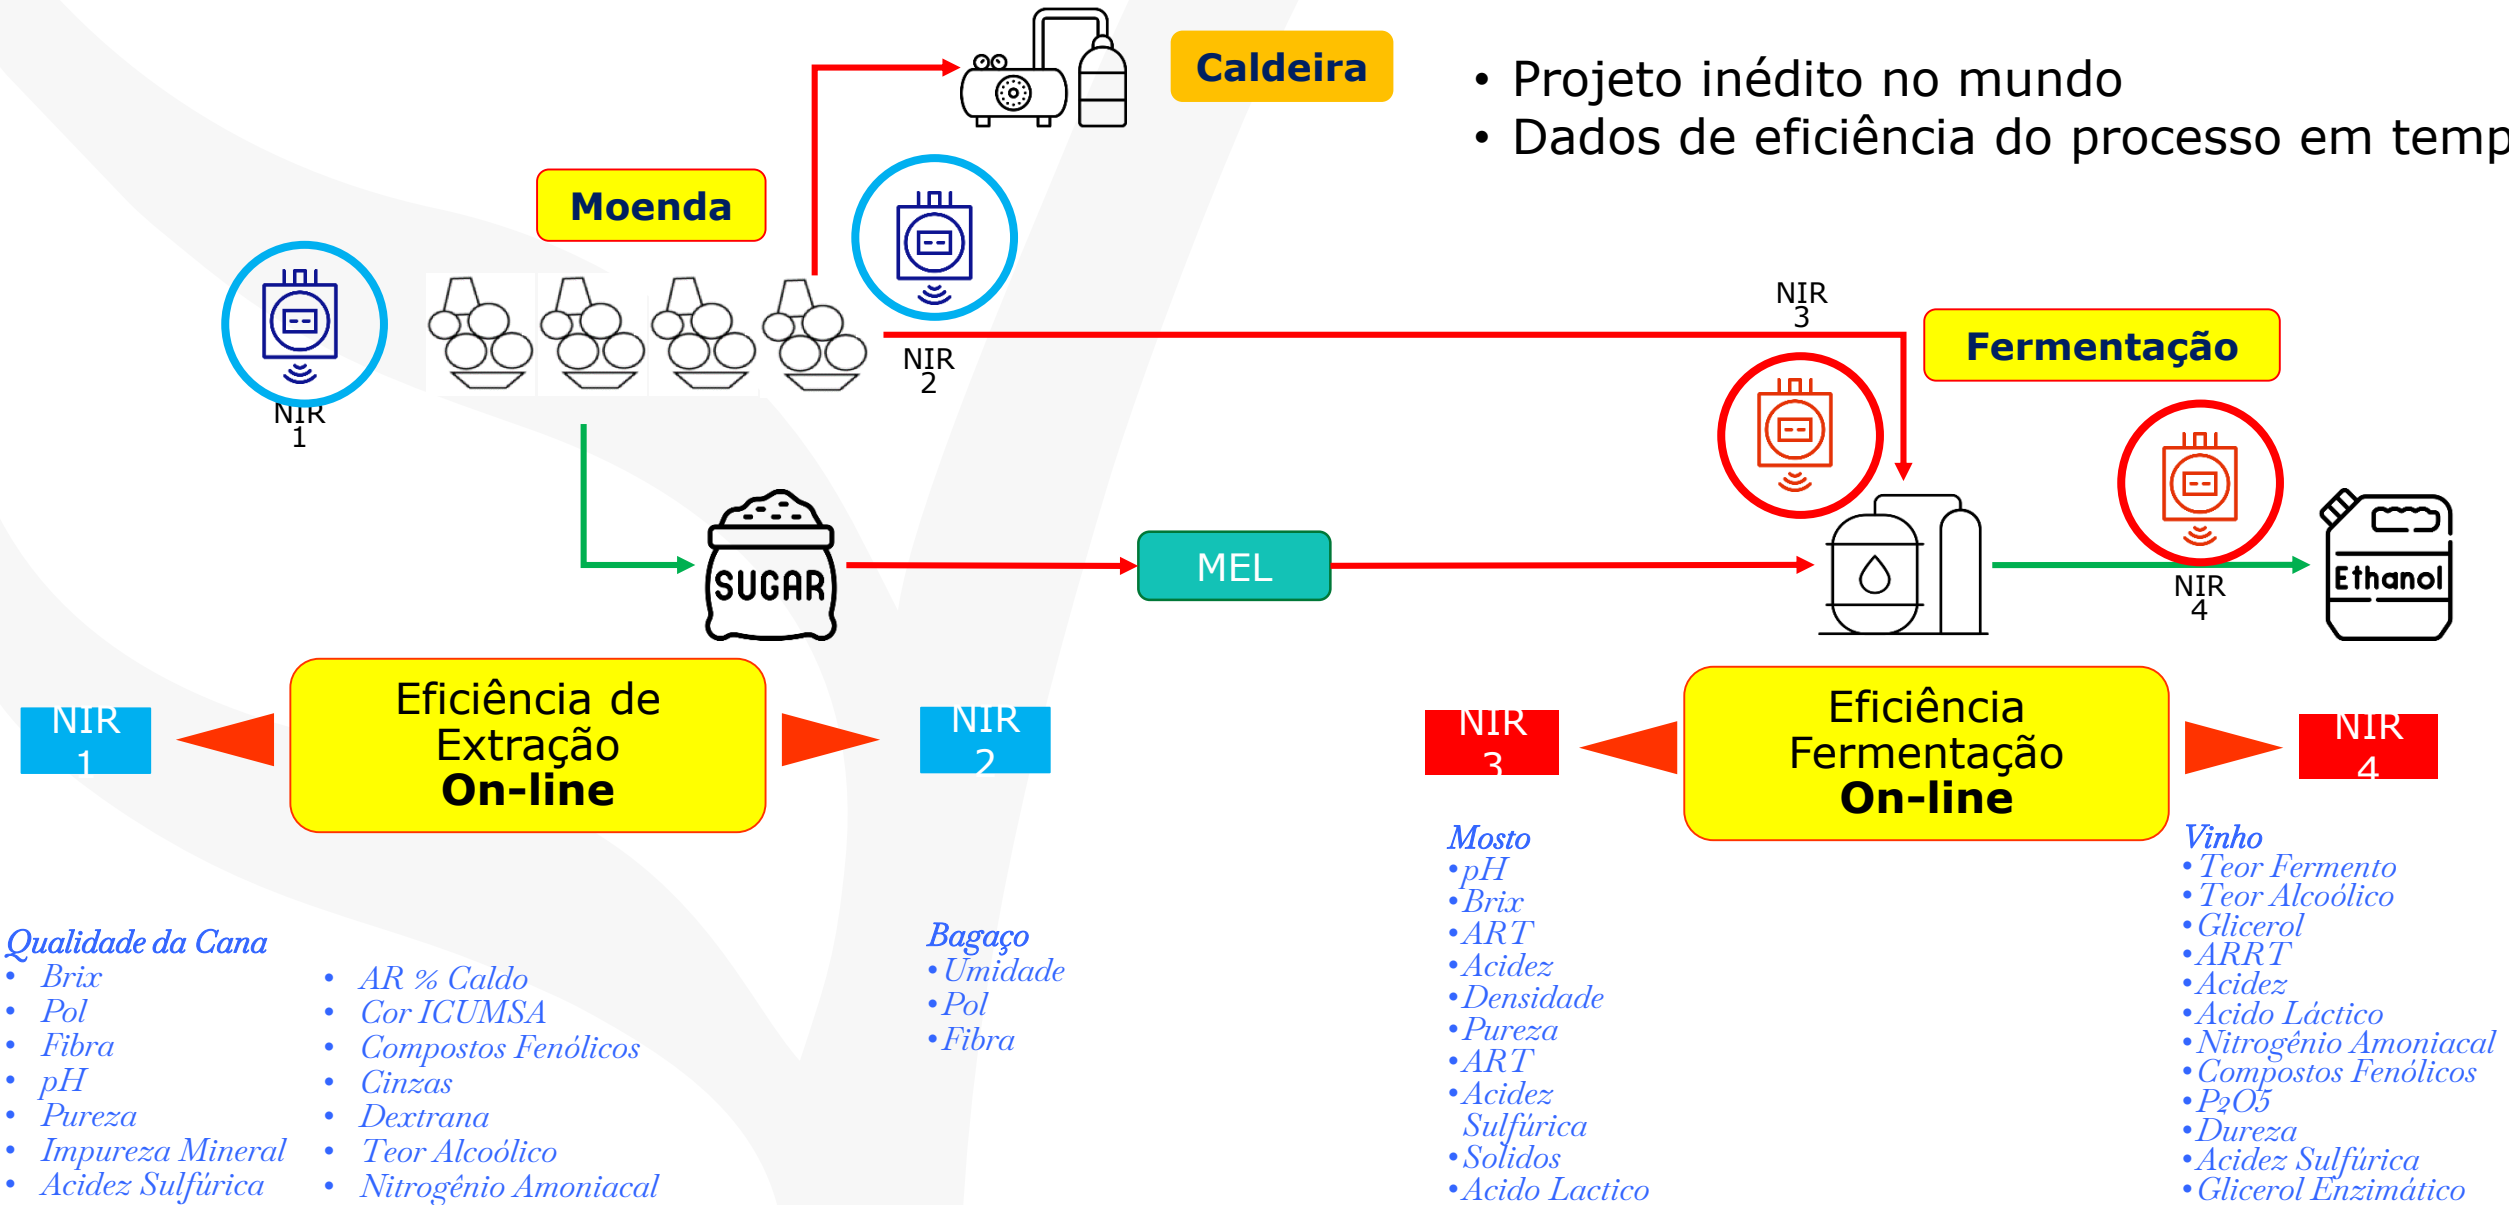 Caldeira
• Projeto inédito no mundo
• Dados de eficiência do processo em temp
Moenda
NIR
1
NIR
2
NIR
3
Fermentação
SUGAR
MEL
NIR
4
Ethanol
NIR
1
Eficiência de
Extração
On-line
NIR
2
NIR
3
Eficiência
Fermentação
On-line
NIR
4
Qualidade da Cana
• Brix
• Pol
• Fibra
• pH
• Pureza
• Impureza Mineral
• Acidez Sulfúrica
• AR % Caldo
• Cor ICUMSA
• Compostos Fenólicos
• Cinzas
• Dextrana
• Teor Alcoólico
• Nitrogênio Amoniacal
Bagaço
• Umidade
• Pol
• Fibra
Mosto
• pH
• Brix
• ART
• Acidez
• Densidade
• Pureza
• ART
• Acidez
Sulfúrica
• Solidos
• Acido Lactico
Vinho
• Teor Fermento
• Teor Alcoólico
• Glicerol
• ARRT
• Acidez
• Acido Láctico
• Nitrogênio Amoniacal
• Compostos Fenólicos
• P2O5
• Dureza
• Acidez Sulfúrica
• Glicerol Enzimático